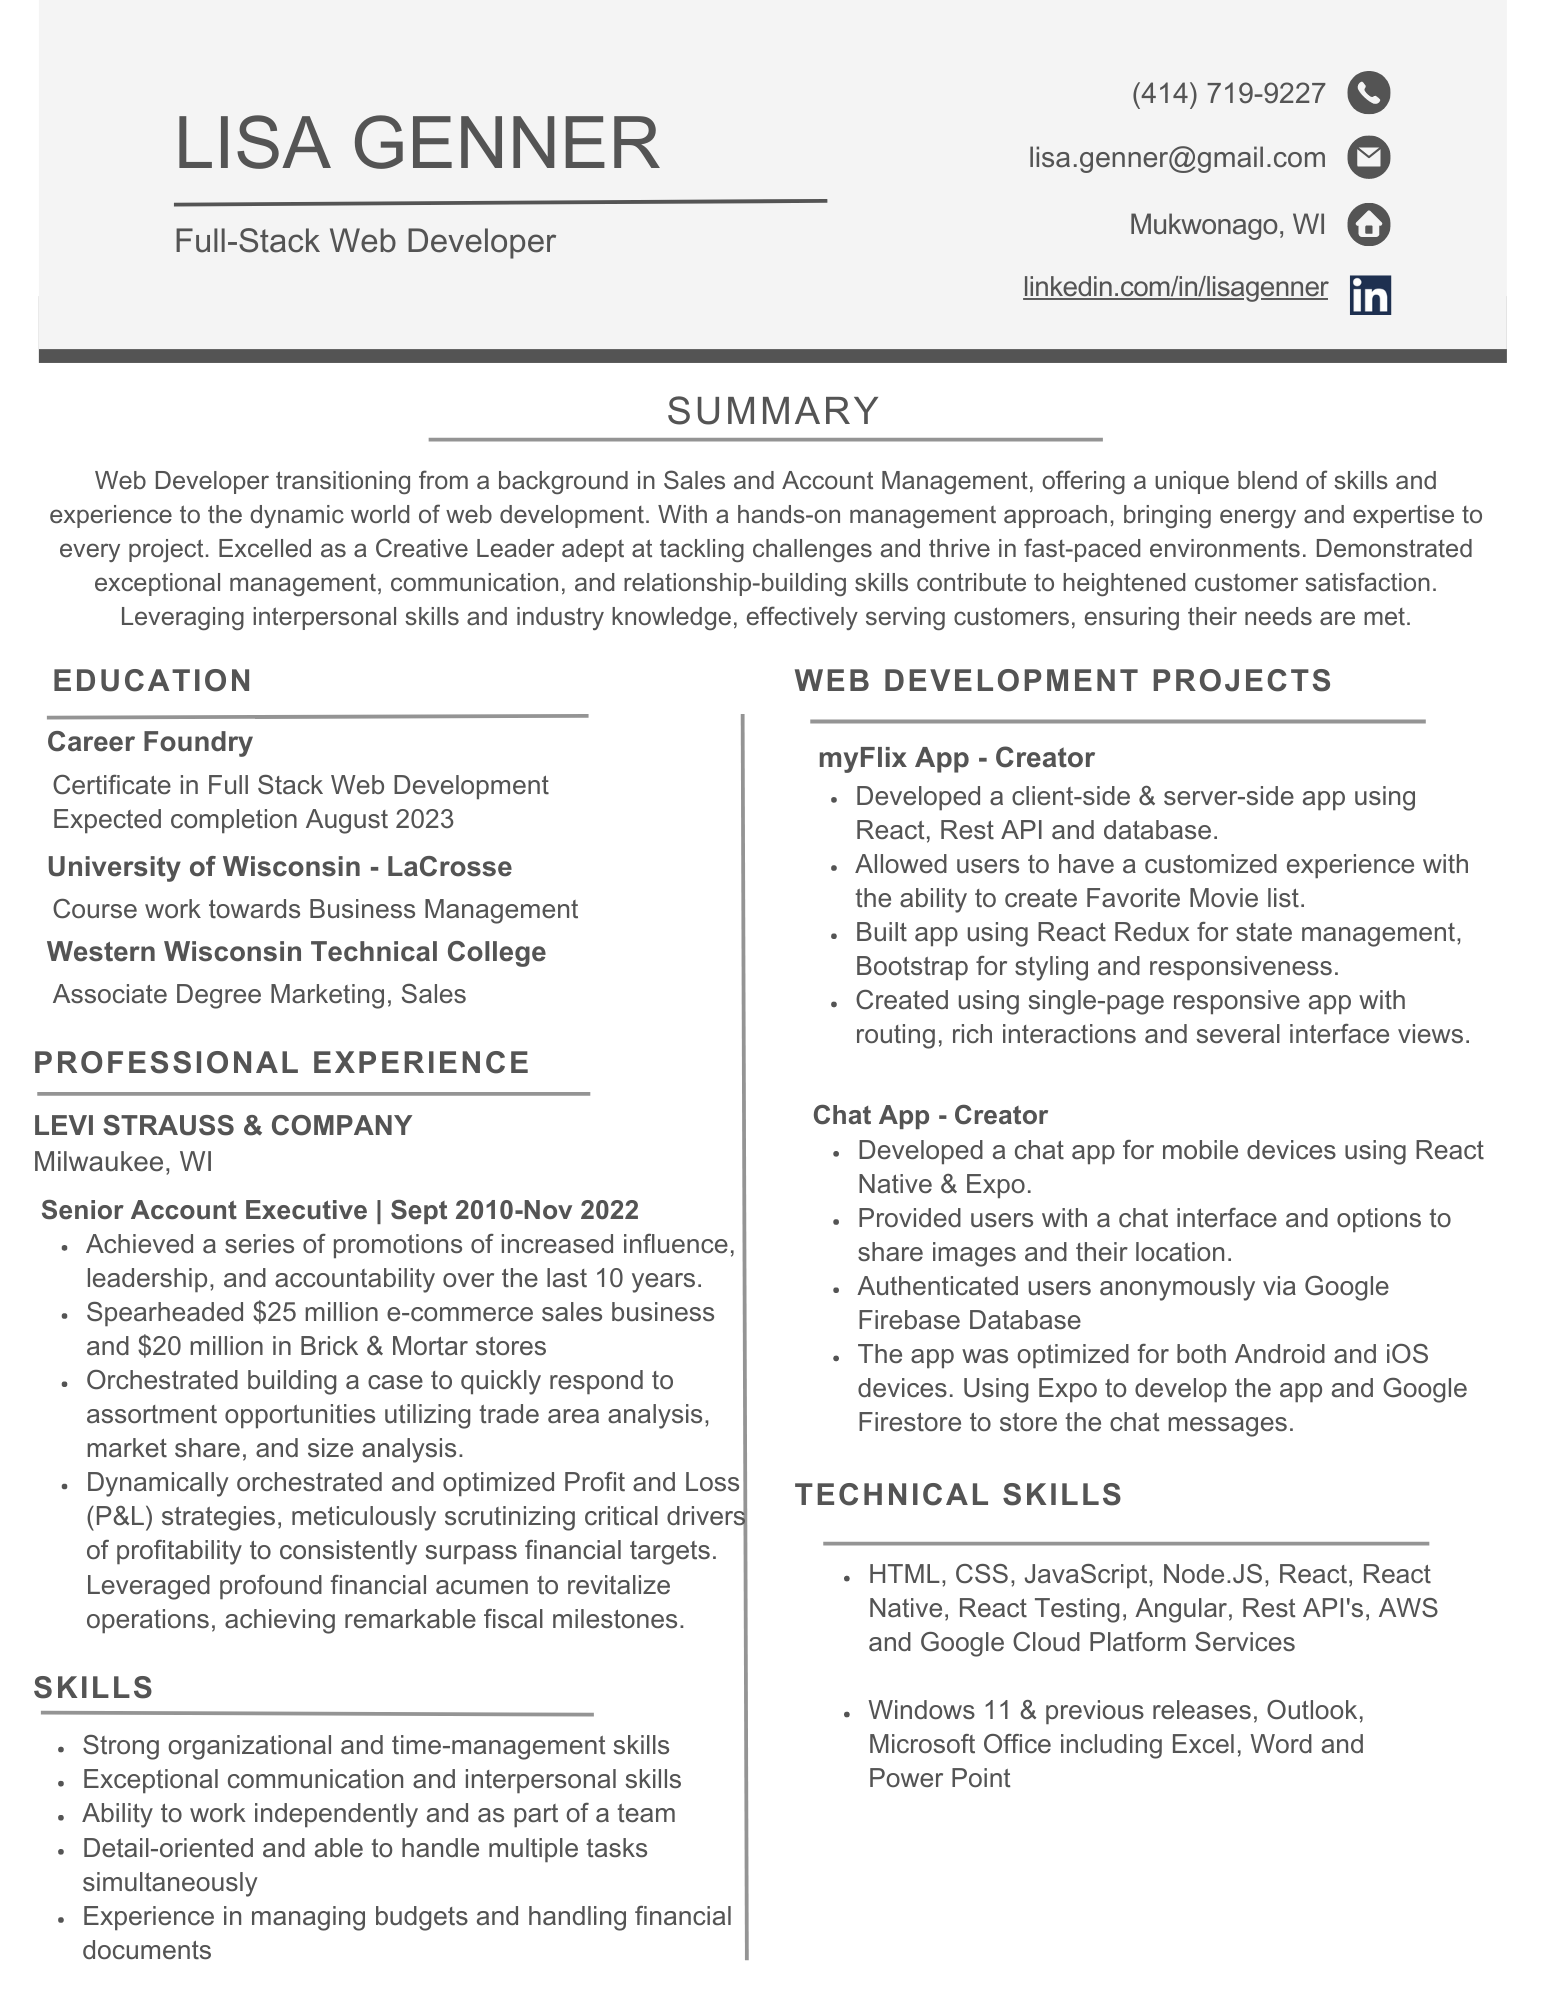 LISA GENNER
Full-Stack Web Developer
(414) 719-9227
lisa.genner@gmail.com
Mukwonago, WI
linkedin.com/in/lisagenner
in
SUMMARY
Web Developer transitioning from a background in Sales and Account Management, offering a unique blend of skills and
experience to the dynamic world of web development. With a hands-on management approach, bringing energy and expertise to
every project. Excelled as a Creative Leader adept at tackling challenges and thrive in fast-paced environments. Demonstrated
exceptional management, communication, and relationship-building skills contribute to heightened customer satisfaction.
Leveraging interpersonal skills and industry knowledge, effectively serving customers, ensuring their needs are met.
EDUCATION
Career Foundry
Certificate in Full Stack Web Development
Expected completion August 2023
University of Wisconsin - LaCrosse
Course work towards Business Management
Western Wisconsin Technical College
Associate Degree Marketing, Sales
PROFESSIONAL EXPERIENCE
LEVI STRAUSS & COMPANY
Milwaukee, WI
Senior Account Executive | Sept 2010-Nov 2022
• Achieved a series of promotions of increased influence,
leadership, and accountability over the last 10 years.
• Spearheaded $25 million e-commerce sales business
and $20 million in Brick & Mortar stores
• Orchestrated building a case to quickly respond to
assortment opportunities utilizing trade area analysis,
market share, and size analysis.
• Dynamically orchestrated and optimized Profit and Loss
(P&L) strategies, meticulously scrutinizing critical drivers
of profitability to consistently surpass financial targets.
Leveraged profound financial acumen to revitalize
operations, achieving remarkable fiscal milestones.
SKILLS
• Strong organizational and time-management skills
• Exceptional communication and interpersonal skills
• Ability to work independently and as part of a team
• Detail-oriented and able to handle multiple tasks
simultaneously
• Experience in managing budgets and handling financial
documents
WEB DEVELOPMENT PROJECTS
myFlix App - Creator
• Developed a client-side & server-side app using
React, Rest API and database.
• Allowed users to have a customized experience with
the ability to create Favorite Movie list.
• Built app using React Redux for state management,
Bootstrap for styling and responsiveness.
• Created using single-page responsive app with
routing, rich interactions and several interface views.
Chat App - Creator
• Developed a chat app for mobile devices using React
Native & Expo.
• Provided users with a chat interface and options to
share images and their location.
• Authenticated users anonymously via Google
Firebase Database
• The app was optimized for both Android and iOS
devices. Using Expo to develop the app and Google
Firestore to store the chat messages.
TECHNICAL SKILLS
• HTML, CSS, JavaScript, Node.JS, React, React
Native, React Testing, Angular, Rest API's, AWS
and Google Cloud Platform Services
• Windows 11 & previous releases, Outlook,
Microsoft Office including Excel, Word and
Power Point